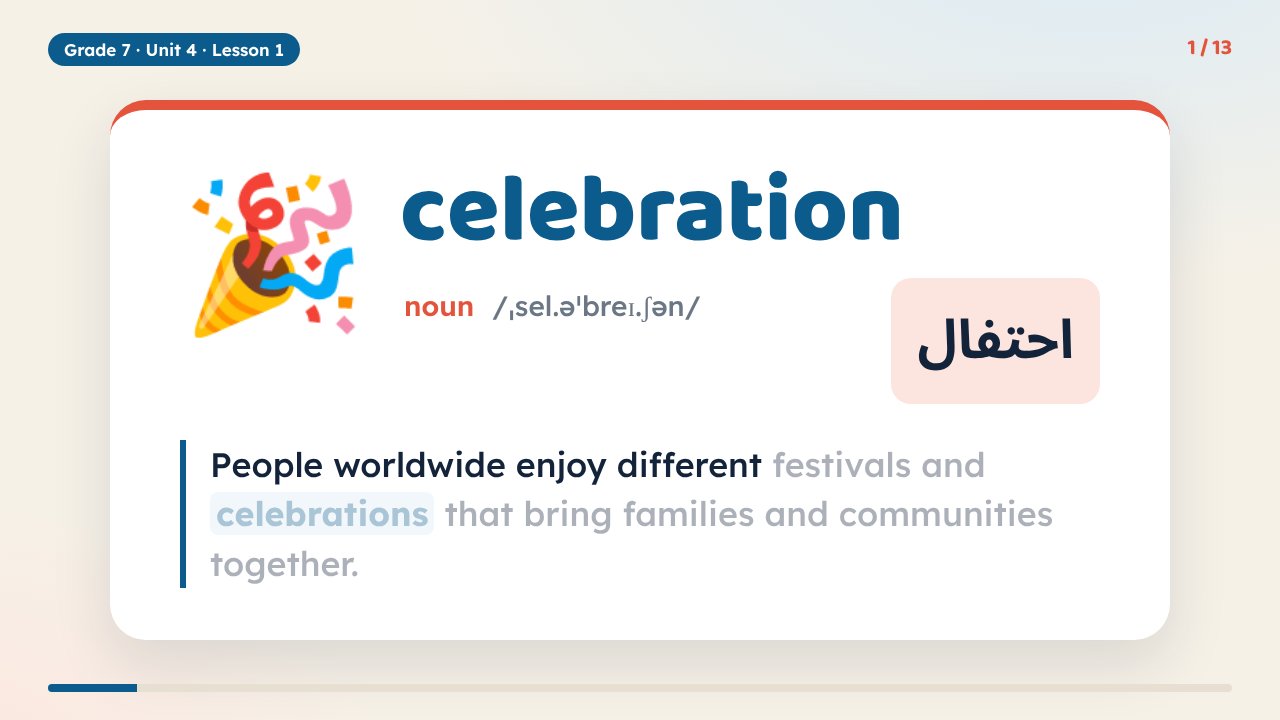 Grade 7 · Unit 4 · Lesson 1
1 / 13
celebration
noun /ˌsel.əˈbreɪ.ʃən/
احتفال
People worldwide enjoy different festivals and
celebrations that bring families and communities
together.